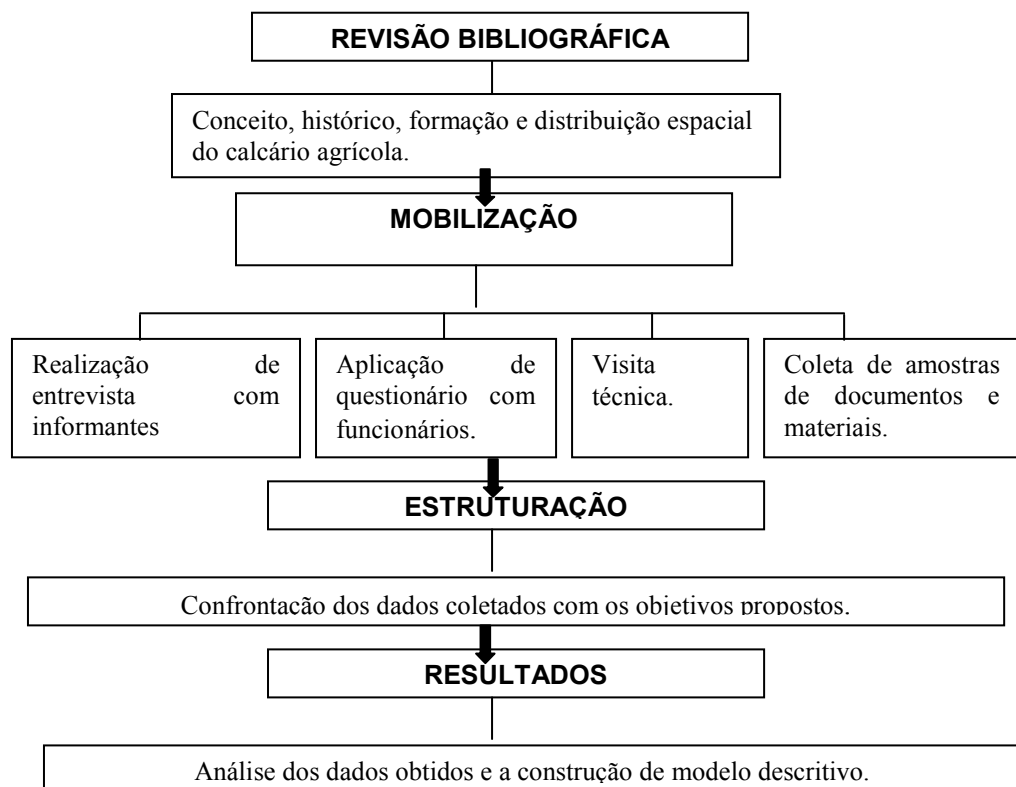 REVISÃO BIBLIOGRÁFICA
Conceito, histórico, formação e distribuição espacial
do calcário agrícola.
MOBILIZAÇÃO
Realização de
entrevista com
informantes
Aplicação de
questionário com
funcionários.
Visita
técnica.
Coleta de amostras
de documentos e
materiais.
ESTRUTURAÇÃO
Confrontação dos dados coletados com os objetivos propostos.
RESULTADOS
Análise dos dados obtidos e a construção de modelo descritivo.